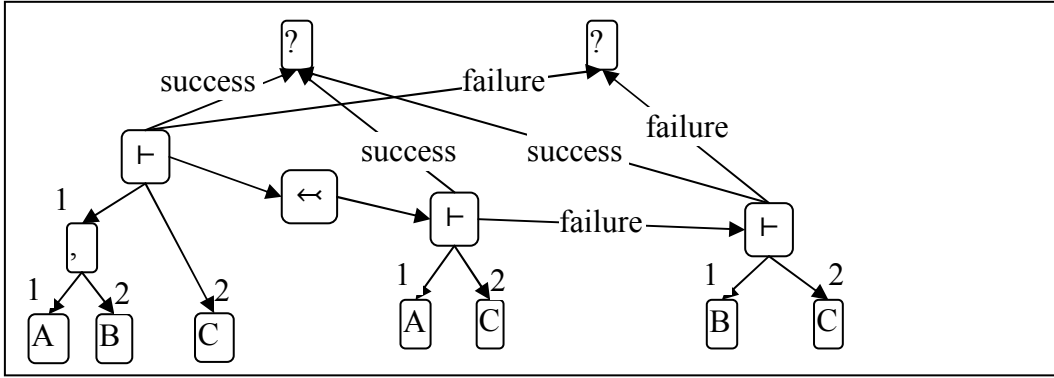 ? ?
success failure
failure
⊢ success success
1 ↢ ⊢ failure ⊢
,
1 2 2 1 2 1 2
A B C A C B C